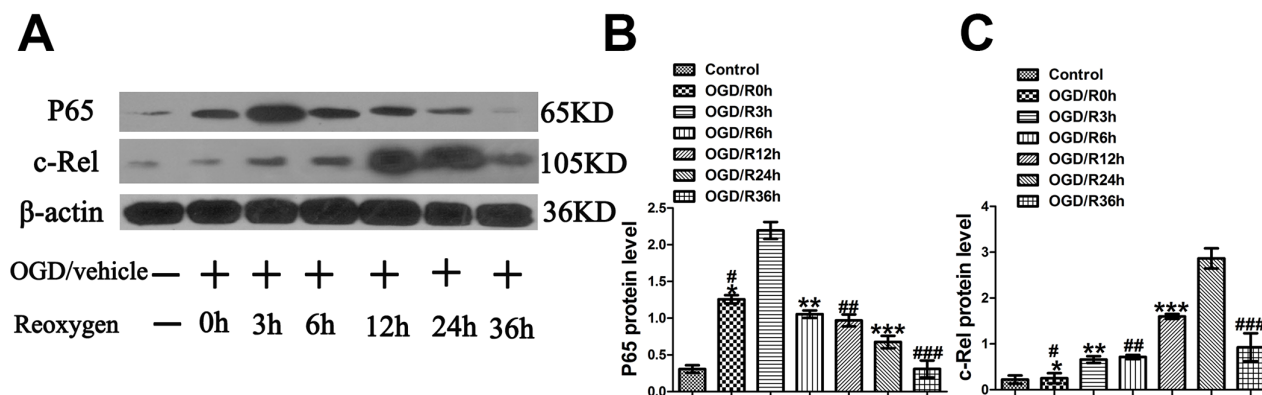 A
P65
65KD
c-Rel
105KD
β-actin
36KD
OGD/vehicle — + + + + + +
Reoxygen — 0h 3h 6h 12h 24h 36h
B
Control
OGD/R0h
OGD/R3h
OGD/R6h
OGD/R12h
OGD/R24h
OGD/R36h
P65 protein level
2.5
2.0
1.5
1.0
0.5
0.0
#
*
**
##
***
###
C
Control
OGD/R0h
OGD/R3h
OGD/R6h
OGD/R12h
OGD/R24h
OGD/R36h
c-Rel protein level
4
3
2
1
0
#
*
**
##
***
###